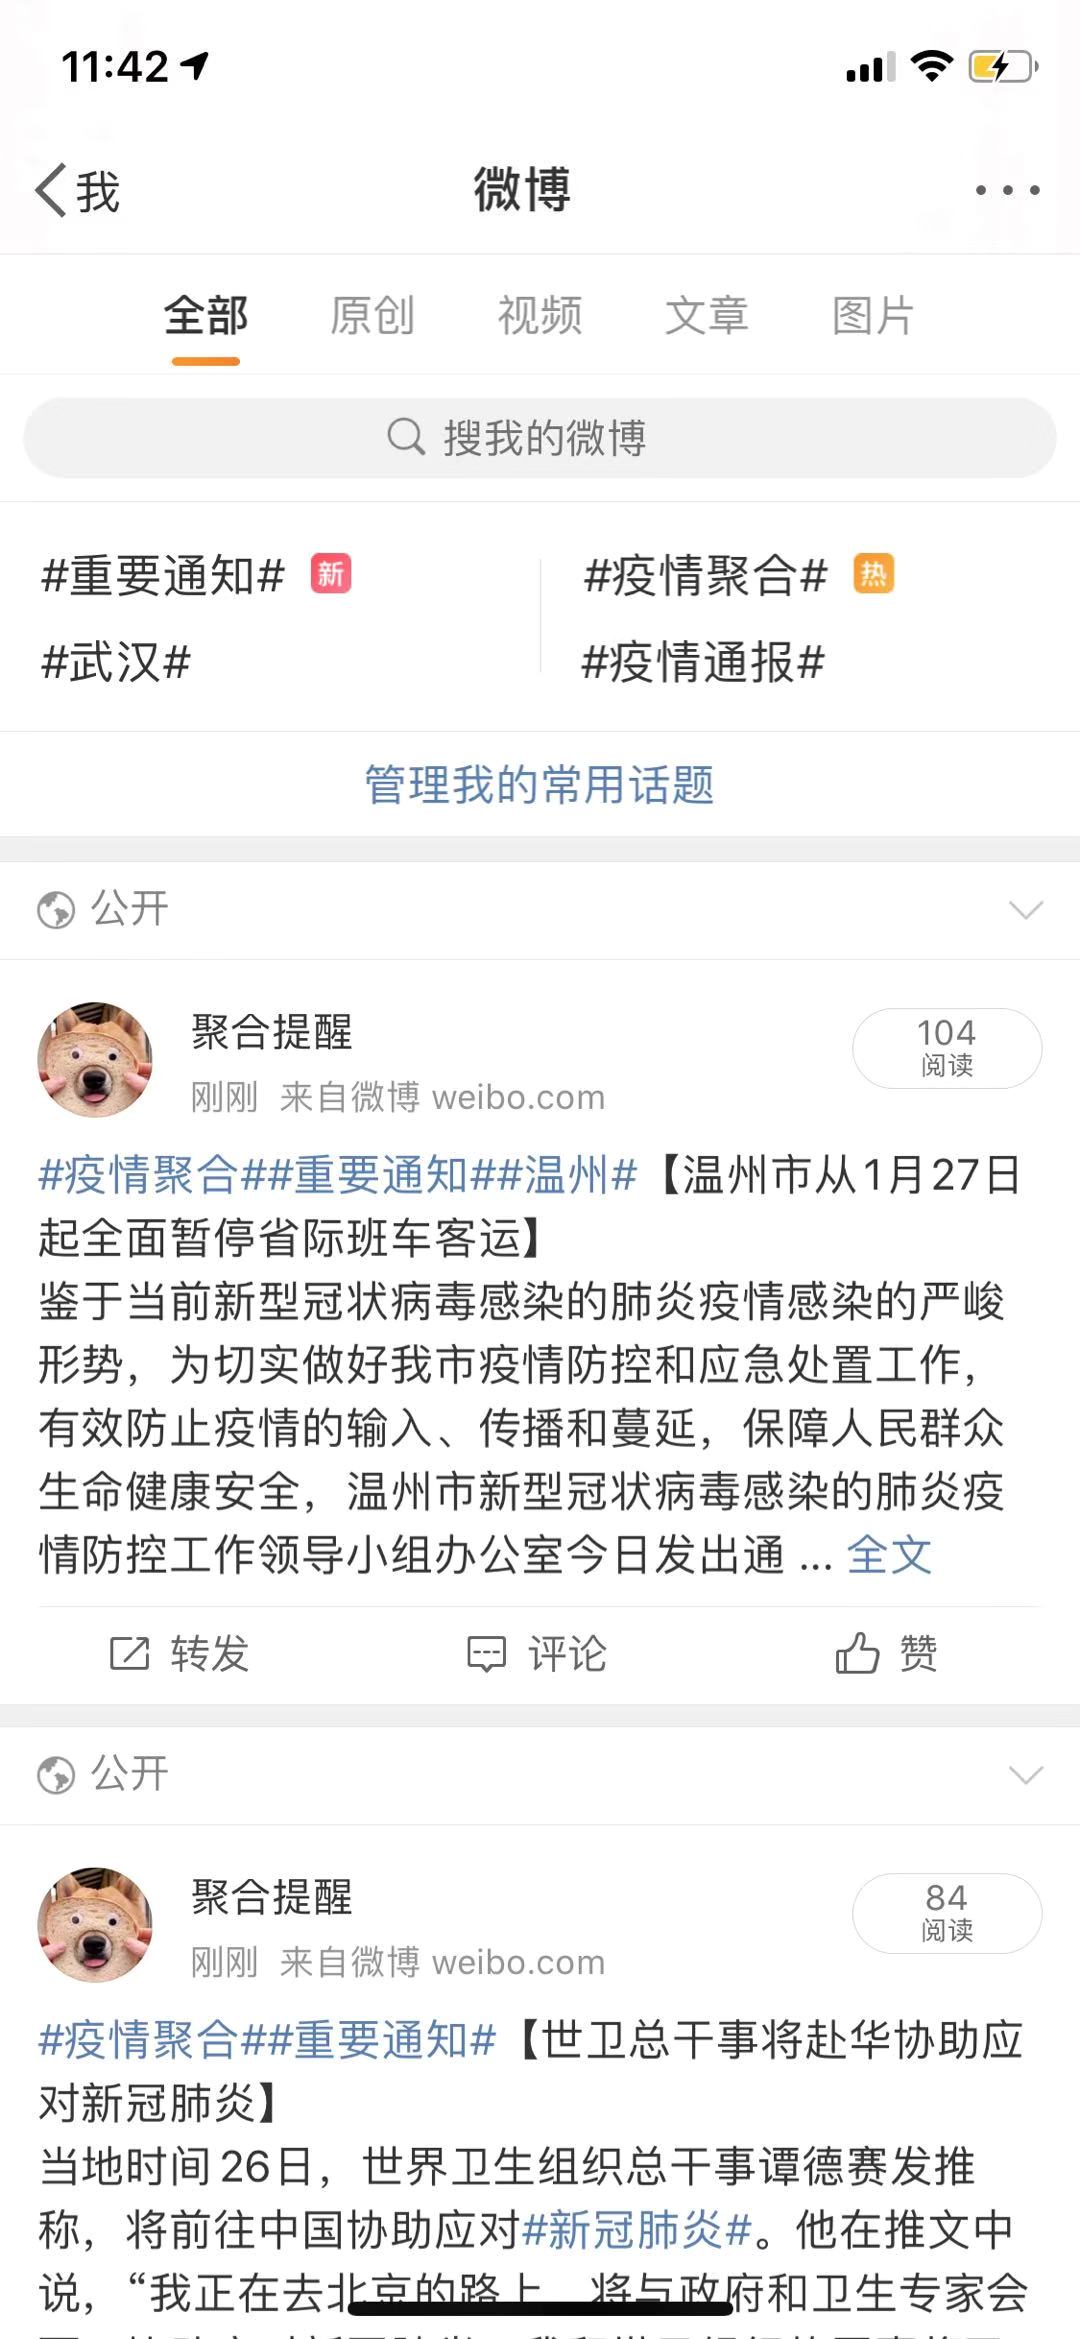 11:42
我
微博
全部 原创 视频 文章 图片
搜我的微博
#重要通知# 新
#疫情聚合# 热
#武汉#
#疫情通报#
管理我的常用话题
公开
聚合提醒
104
阅读
刚刚 来自微博 weibo.com
#疫情聚合##重要通知##温州#【温州市从1月27日
起全面暂停省际班车客运】
鉴于当前新型冠状病毒感染的肺炎疫情感染的严峻
形势，为切实做好我市疫情防控和应急处置工作，
有效防止疫情的输入、传播和蔓延，保障人民群众
生命健康安全，温州市新型冠状病毒感染的肺炎疫
情防控工作领导小组办公室今日发出通 ... 全文
转发 评论 赞
公开
聚合提醒
84
阅读
刚刚 来自微博 weibo.com
#疫情聚合##重要通知#【世卫总干事将赴华协助应
对新冠肺炎】
当地时间26日，世界卫生组织总干事谭德赛发推
称，将前往中国协助应对#新冠肺炎#。他在推文中
说，“我正在去北京的路上，将与政府和卫生专家会